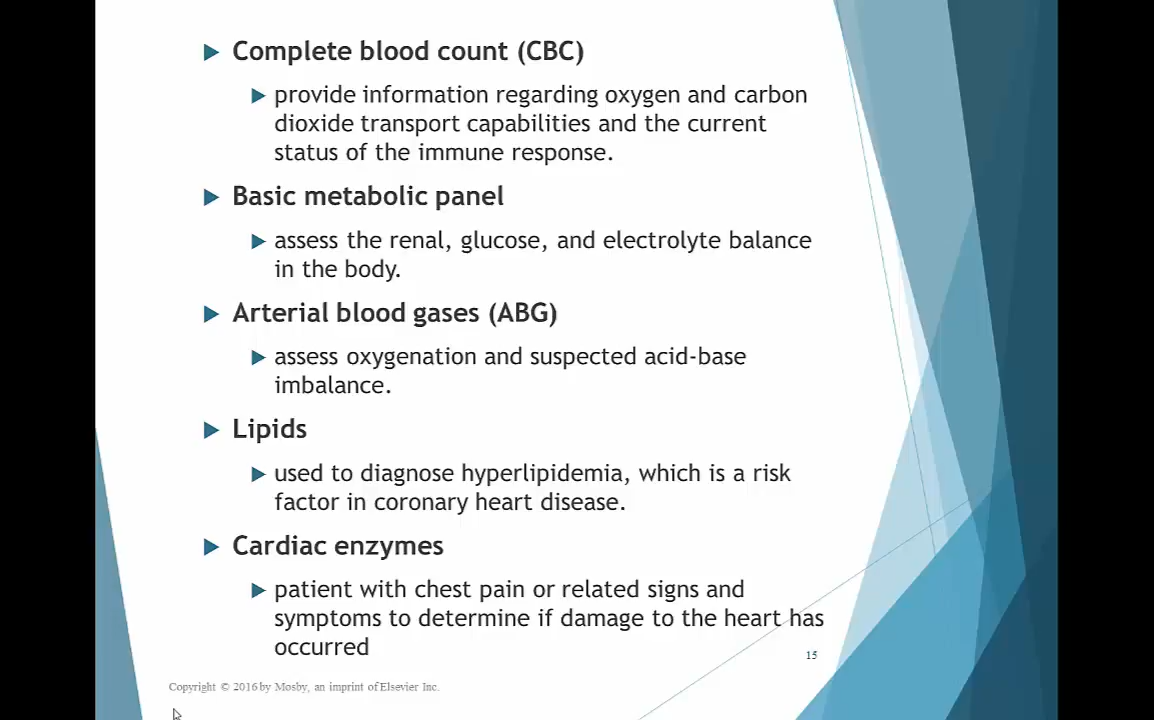 Complete blood count (CBC)
provide information regarding oxygen and carbon
dioxide transport capabilities and the current
status of the immune response.
Basic metabolic panel
assess the renal, glucose, and electrolyte balance
in the body.
Arterial blood gases (ABG)
assess oxygenation and suspected acid-base
imbalance.
Lipids
used to diagnose hyperlipidemia, which is a risk
factor in coronary heart disease.
Cardiac enzymes
patient with chest pain or related signs and
symptoms to determine if damage to the heart has
occurred
15
Copyright © 2016 by Mosby, an imprint of Elsevier Inc.